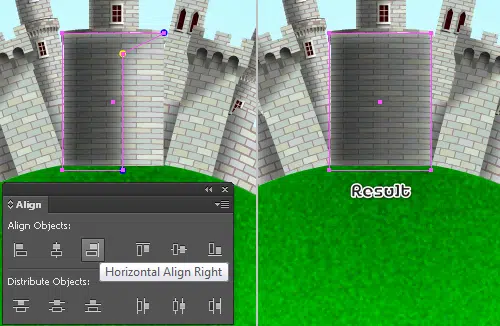 Result
Align
Align Objects:
Horizontal Align Right
Distribute Objects: